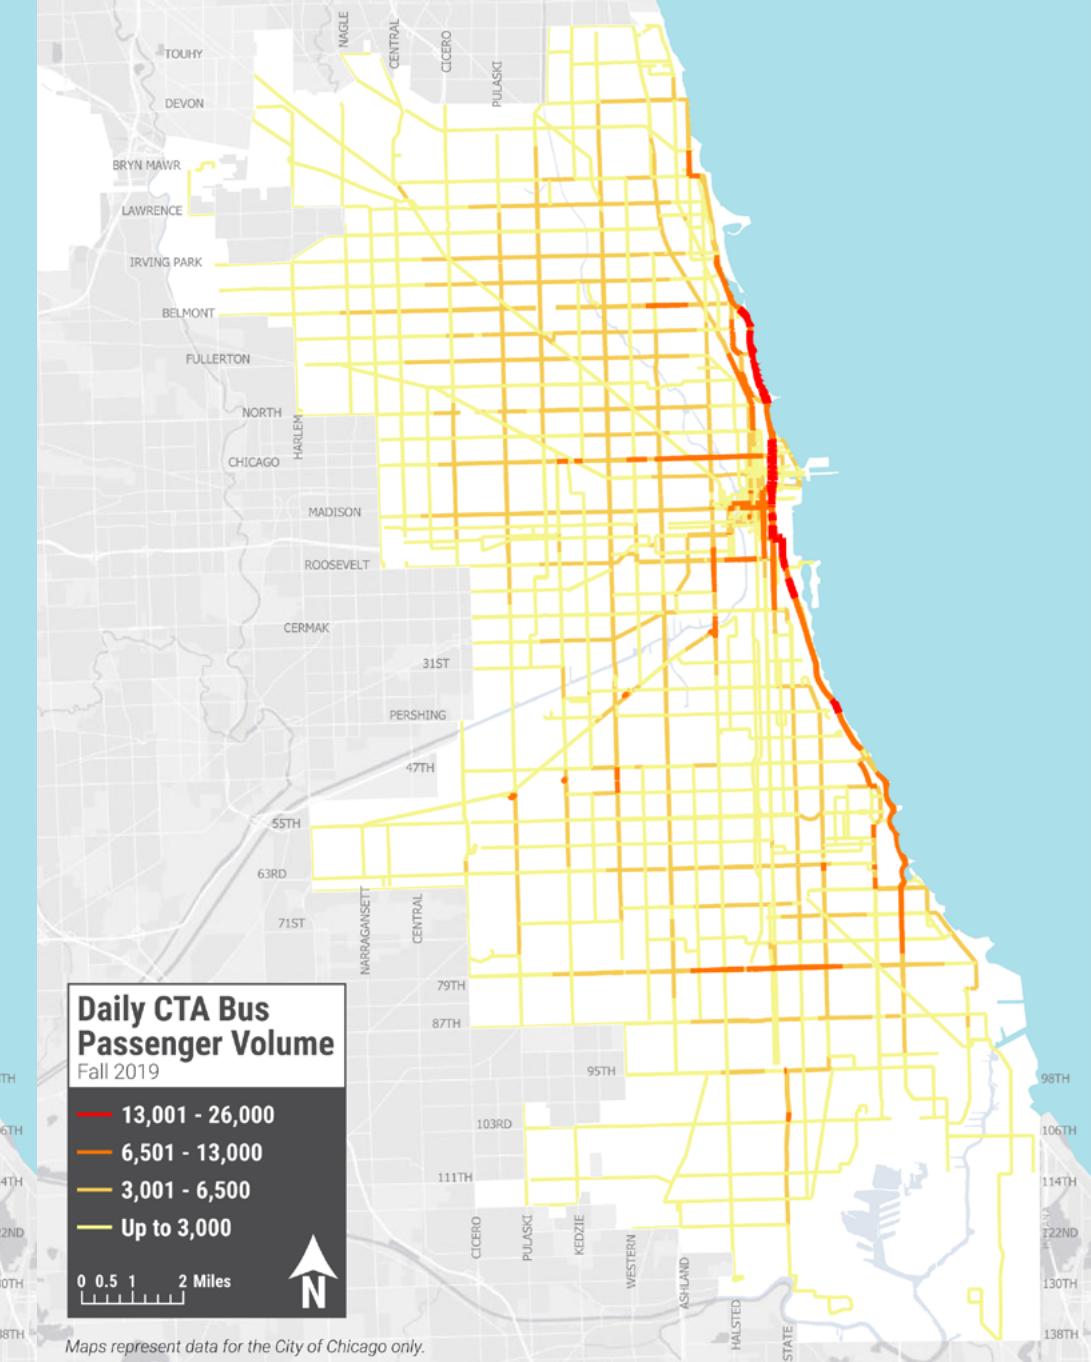 NAGLE
CENTRAL
CICERO
PULASKI
TOUHY
DEVON
BRYN MAWR
LAWRENCE
IRVING PARK
BELMONT
FULLERTON
NORTH
HARLEM
CHICAGO
MADISON
ROOSEVELT
CERMAK
31ST
PERSHING
47TH
55TH
63RD
71ST
NARRAGANSETT
CENTRAL
79TH
87TH
95TH
103RD
111TH
CICERO
PULASKI
KEDZIE
WESTERN
ASHLAND
HALSTED
STATE
98TH
106TH
114TH
122ND
130TH
138TH
Daily CTA Bus
Passenger Volume
Fall 2019
13,001 - 26,000
6,501 - 13,000
3,001 - 6,500
Up to 3,000
0 0.5 1 2 Miles
N
Maps represent data for the City of Chicago only.